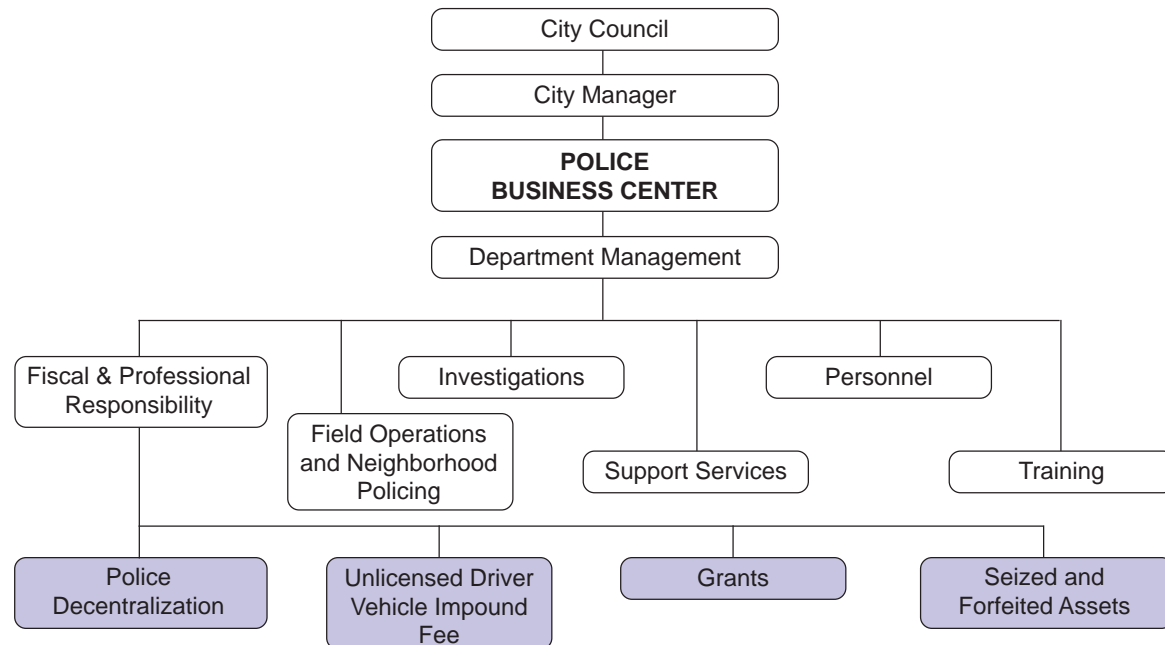 City Council
City Manager
POLICE
BUSINESS CENTER
Department Management
Fiscal & Professional
Responsibility
Investigations
Personnel
Field Operations
and Neighborhood
Policing
Support Services
Training
Police
Decentralization
Unlicensed Driver
Vehicle Impound
Fee
Grants
Seized and
Forfeited Assets